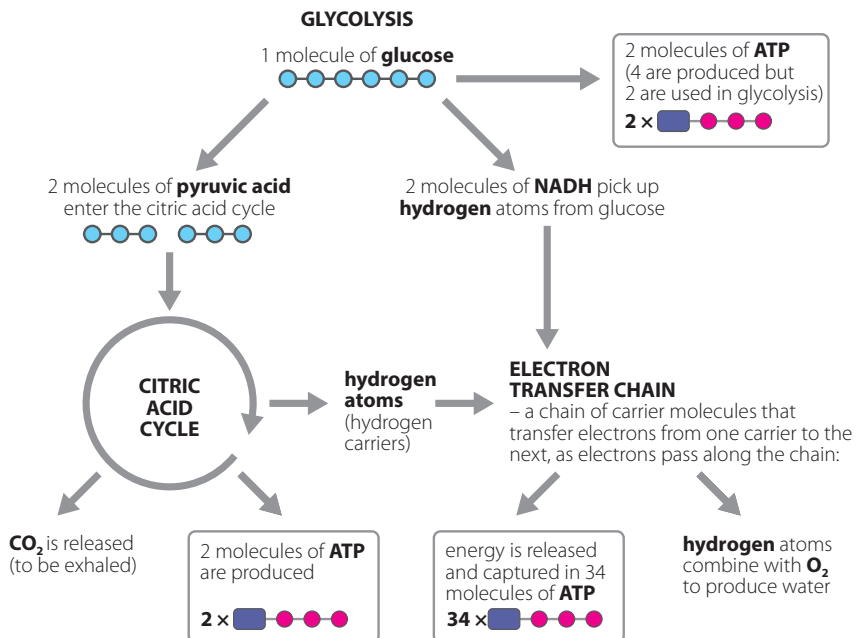 GLYCOLYSIS
1 molecule of glucose
2 molecules of ATP
(4 are produced but
2 are used in glycolysis)
2 ×
2 molecules of pyruvic acid
enter the citric acid cycle
2 molecules of NADH pick up
hydrogen atoms from glucose
CITRIC
ACID
CYCLE
hydrogen
atoms
(hydrogen
carriers)
ELECTRON
TRANSFER CHAIN
– a chain of carrier molecules that
transfer electrons from one carrier to the
next, as electrons pass along the chain:
CO₂ is released
(to be exhaled)
2 molecules of ATP
are produced
2 ×
energy is released
and captured in 34
molecules of ATP
34 ×
hydrogen atoms
combine with O₂
to produce water